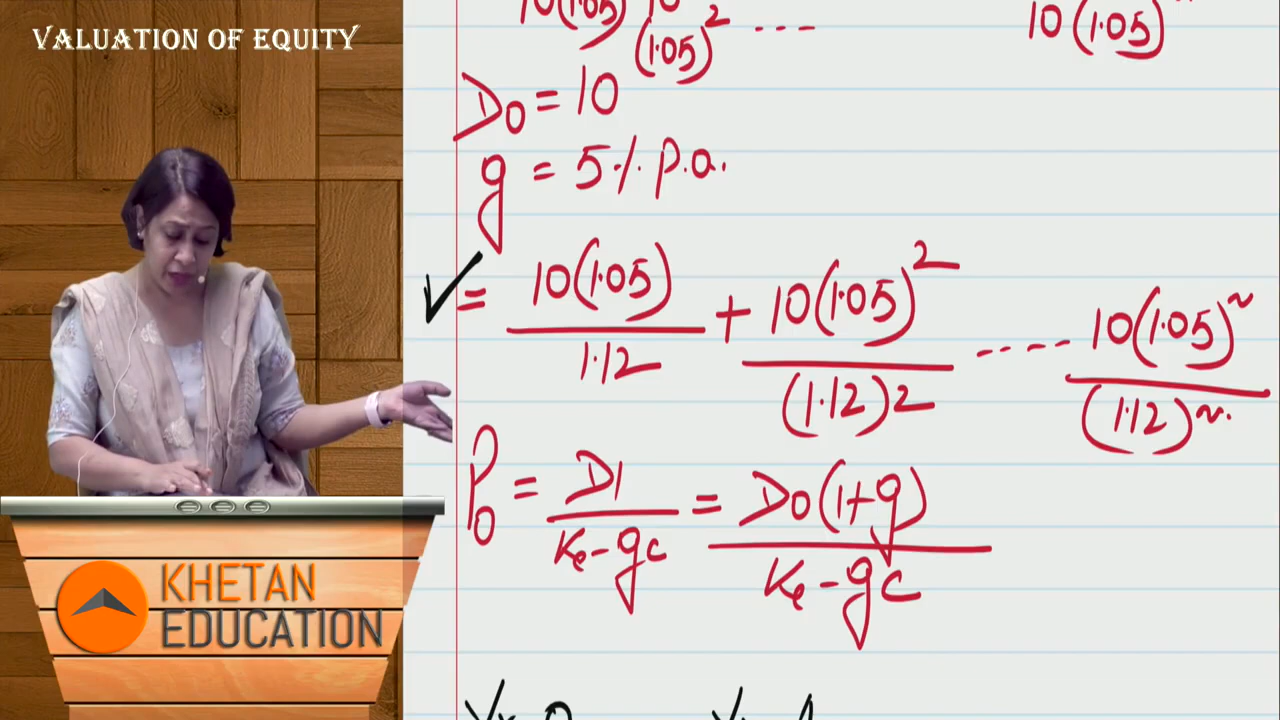 VALUATION OF EQUITY
10(1.05) 10(1.05)² ... 10(1.05)ⁿ
D0 = 10
g = 5% p.a.
✓ = 10(1.05)/1.12 + 10(1.05)²/(1.12)2 ..... 10(1.05)ⁿ/(1.12)ⁿ.
P0 = D1/Ke-gc = D0(1+g)/Ke-gc
KHETAN
EDUCATION